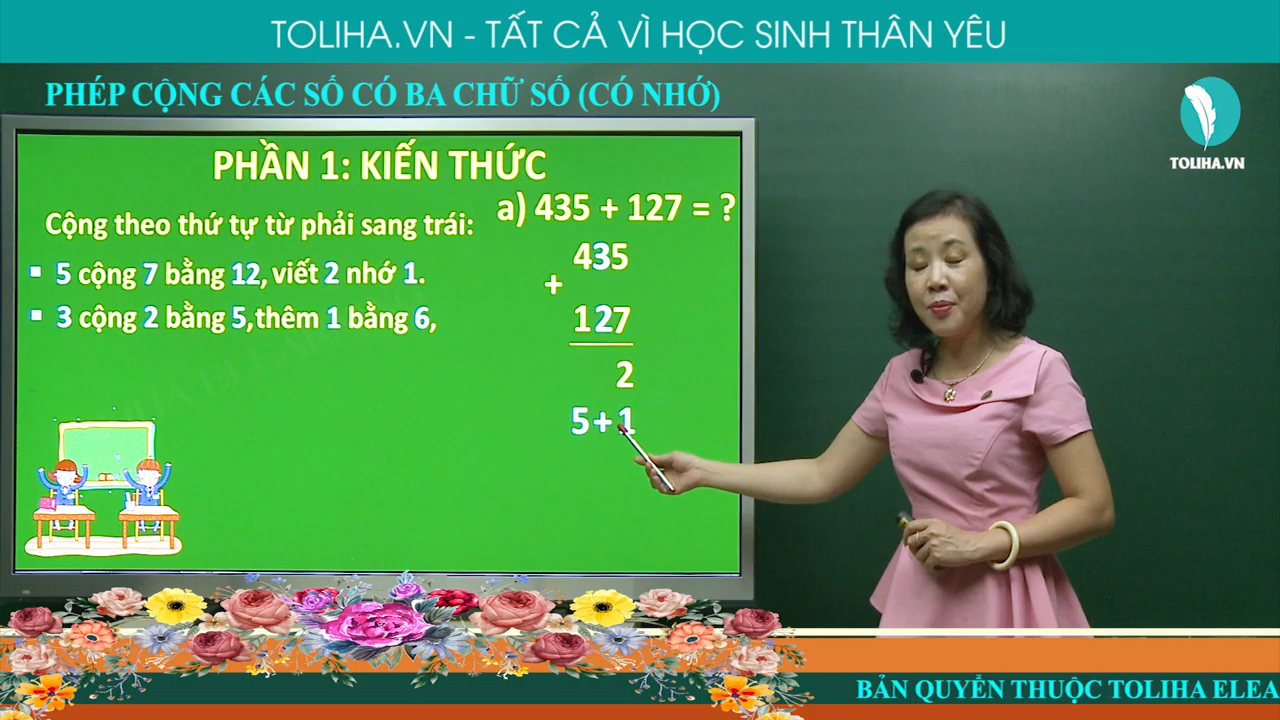 TOLIHA.VN - TẤT CẢ VÌ HỌC SINH THÂN YÊU
PHÉP CỘNG CÁC SỐ CÓ BA CHỮ SỐ (CÓ NHỚ)
TOLIHA.VN
PHẦN 1: KIẾN THỨC
Cộng theo thứ tự từ phải sang trái:
▪ 5 cộng 7 bằng 12, viết 2 nhớ 1.
▪ 3 cộng 2 bằng 5,thêm 1 bằng 6,
a) 435 + 127 = ?
435
+
127
2
5+1
BẢN QUYỀN THUỘC TOLIHA ELEA